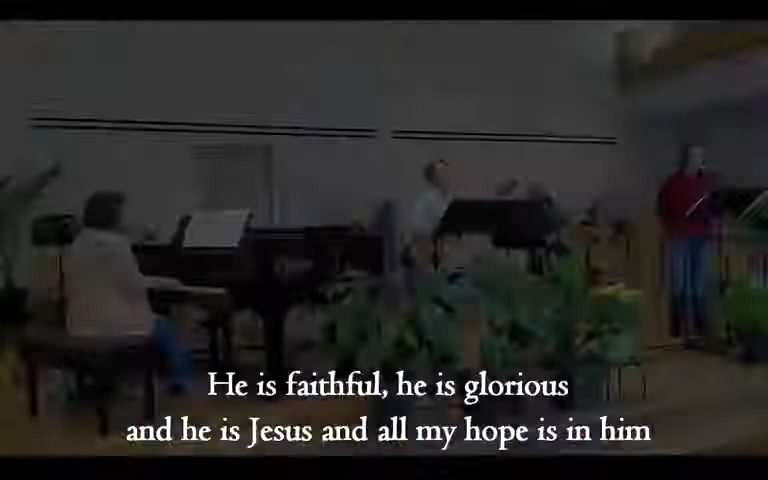 He is faithful, he is glorious
and he is Jesus and all my hope is in him